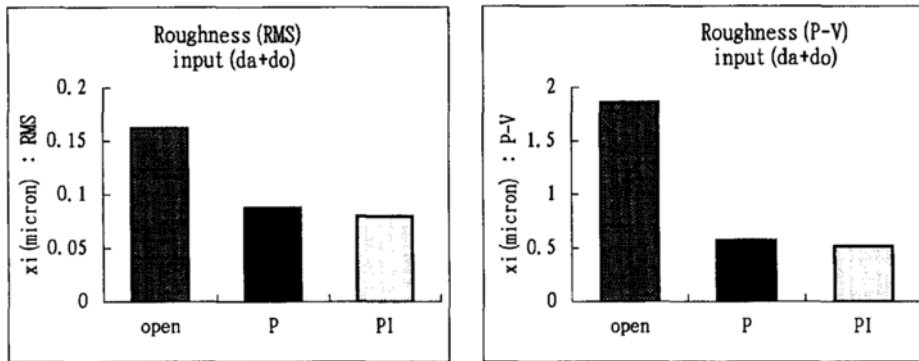 Roughness (RMS)
input (da+do)
xi (micron) : RMS
0.2
0.15
0.1
0.05
0
open P PI
Roughness (P-V)
input (da+do)
xi (micron) : P-V
2
1.5
1
0.5
0
open P PI